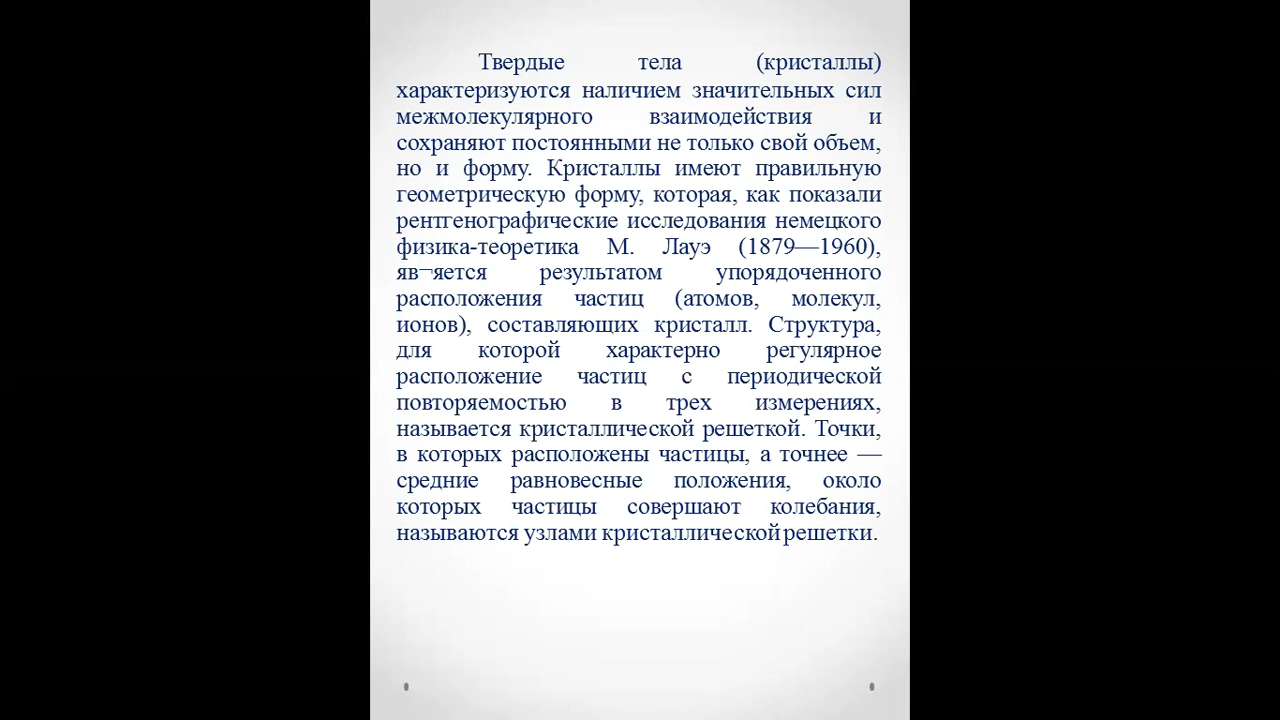 Твердые тела (кристаллы)
характеризуются наличием значительных сил
межмолекулярного взаимодействия и
сохраняют постоянными не только свой объем,
но и форму. Кристаллы имеют правильную
геометрическую форму, которая, как показали
рентгенографические исследования немецкого
физика-теоретика М. Лауэ (1879—1960),
яв¬яется результатом упорядоченного
расположения частиц (атомов, молекул,
ионов), составляющих кристалл. Структура,
для которой характерно регулярное
расположение частиц с периодической
повторяемостью в трех измерениях,
называется кристаллической решеткой. Точки,
в которых расположены частицы, а точнее —
средние равновесные положения, около
которых частицы совершают колебания,
называются узлами кристаллической решетки.